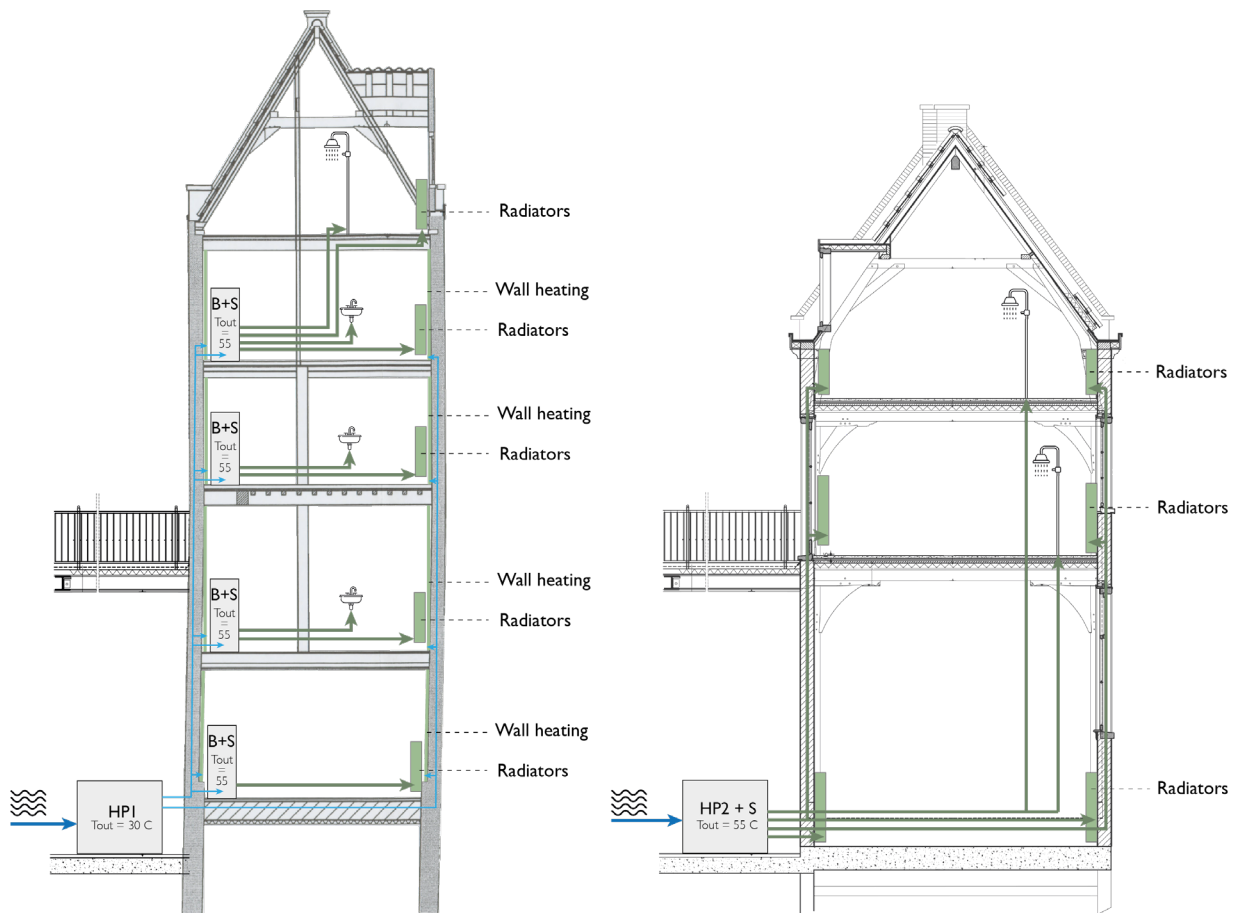 Radiators
Wall heating
B+S
Tout
=
55
Radiators
Wall heating
B+S
Tout
=
55
Radiators
Wall heating
B+S
Tout
=
55
Radiators
Wall heating
B+S
Tout
=
55
Radiators
HP1
Tout = 30 C
Radiators
Radiators
Radiators
HP2 + S
Tout = 55 C